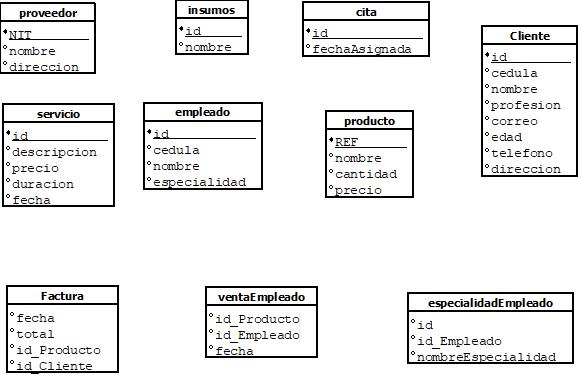 proveedor
NIT
nombre
direccion
insumos
id
nombre
cita
id
fechaAsignada
Cliente
id
cedula
nombre
profesion
correo
edad
telefono
direccion
servicio
id
descripcion
precio
duracion
fecha
empleado
id
cedula
nombre
especialidad
producto
REF
nombre
cantidad
precio
Factura
fecha
total
id_Producto
id_Cliente
ventaEmpleado
id_Producto
id_Empleado
fecha
especialidadEmpleado
id
id_Empleado
nombreEspecialidad